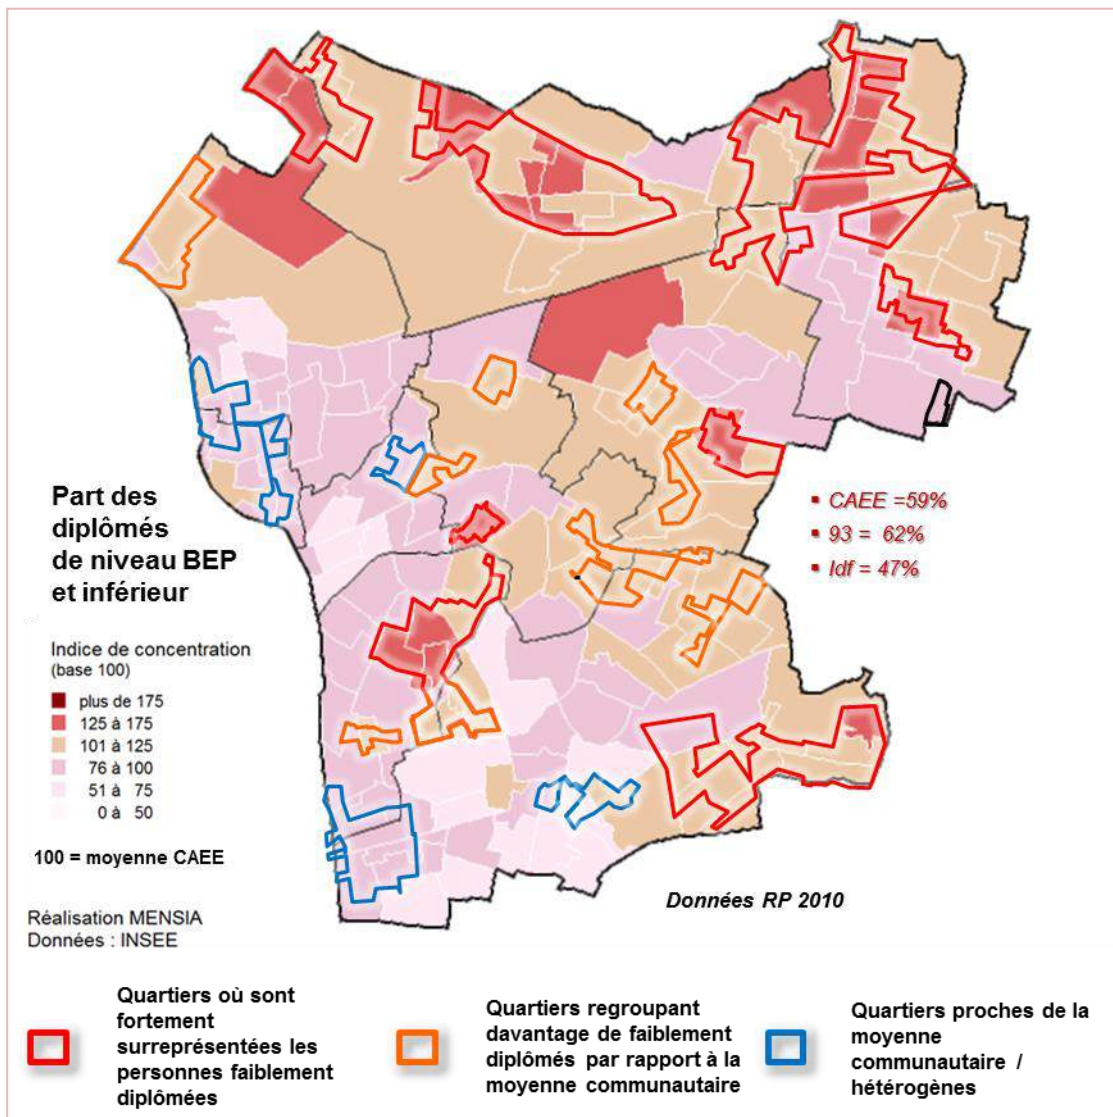 Part des
diplômés
de niveau BEP
et inférieur
Indice de concentration
(base 100)
plus de 175
125 à 175
101 à 125
76 à 100
51 à 75
0 à 50
100 = moyenne CAEE
Réalisation MENSIA
Données : INSEE
▪ CAEE =59%
▪ 93 = 62%
▪ Idf = 47%
Données RP 2010
Quartiers où sont
fortement
surreprésentées les
personnes faiblement
diplômées
Quartiers regroupant
davantage de faiblement
diplômés par rapport à la
moyenne communautaire
Quartiers proches de la
moyenne
communautaire /
hétérogènes